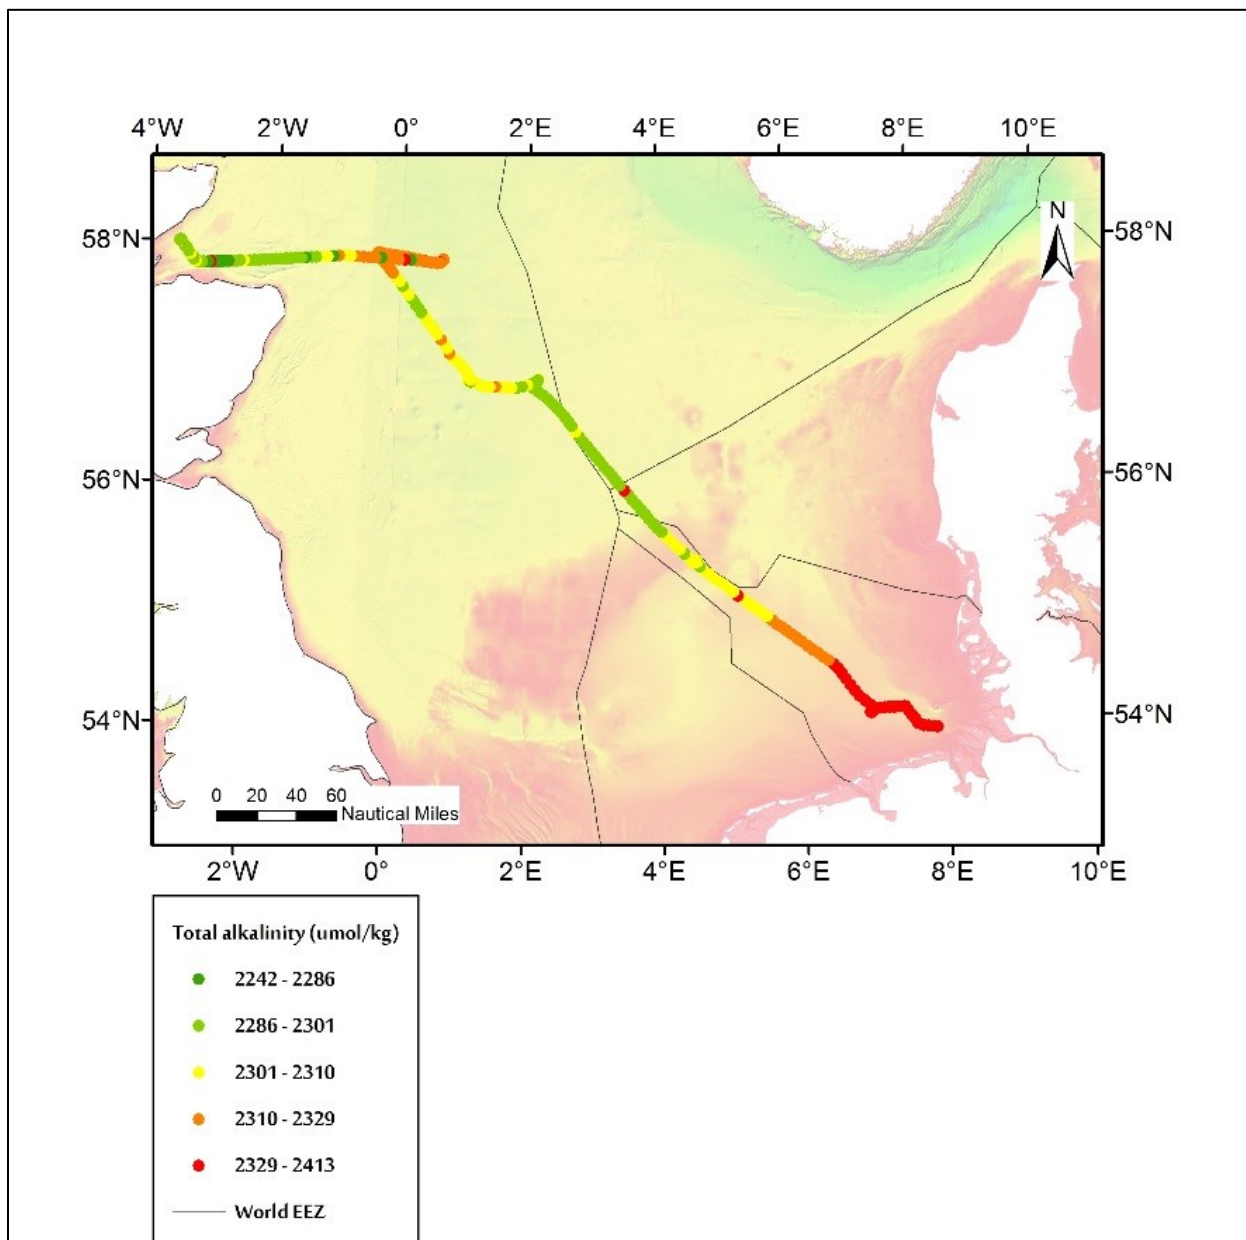 4°W 2°W 0° 2°E 4°E 6°E 8°E 10°E
N
58°N 58°N
56°N 56°N
54°N 54°N
0 20 40 60
Nautical Miles
2°W 0° 2°E 4°E 6°E 8°E 10°E
Total alkalinity (umol/kg)
2242 - 2286
2286 - 2301
2301 - 2310
2310 - 2329
2329 - 2413
World EEZ